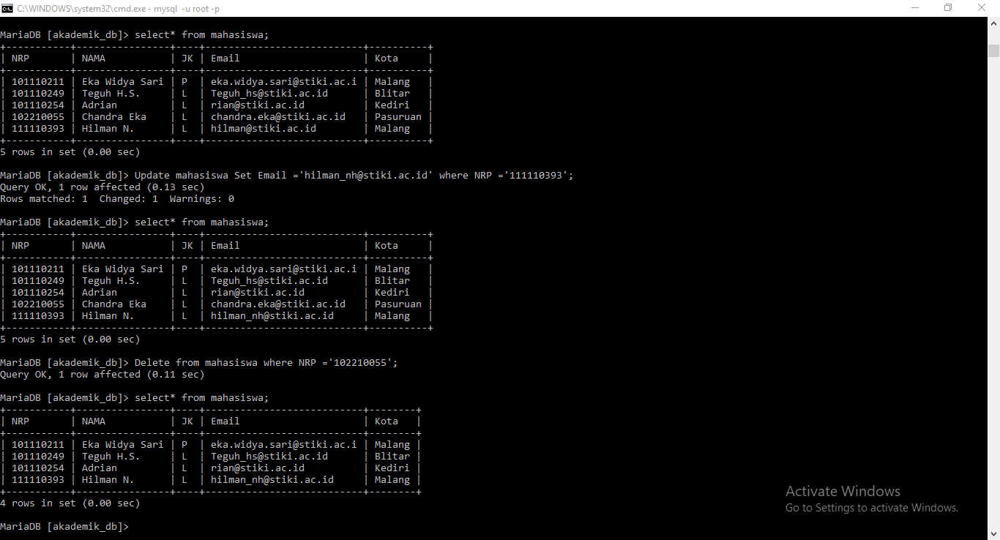 C:\WINDOWS\system32\cmd.exe - mysql  -u root -p
MariaDB [akademik_db]> select* from mahasiswa;
+-----------+----------------+----+---------------------------+----------+
| NRP       | NAMA           | JK | Email                     | Kota     |
+-----------+----------------+----+---------------------------+----------+
| 101110211 | Eka Widya Sari | P  | eka.widya.sari@stiki.ac.i | Malang   |
| 101110249 | Teguh H.S.     | L  | Teguh_hs@stiki.ac.id      | Blitar   |
| 101110254 | Adrian         | L  | rian@stiki.ac.id          | Kediri   |
| 102210055 | Chandra Eka    | L  | chandra.eka@stiki.ac.id   | Pasuruan |
| 111110393 | Hilman N.      | L  | hilman@stiki.ac.id        | Malang   |
+-----------+----------------+----+---------------------------+----------+
5 rows in set (0.00 sec)
MariaDB [akademik_db]> Update mahasiswa Set Email ='hilman_nh@stiki.ac.id' where NRP ='111110393';
Query OK, 1 row affected (0.13 sec)
Rows matched: 1  Changed: 1  Warnings: 0
MariaDB [akademik_db]> select* from mahasiswa;
+-----------+----------------+----+---------------------------+----------+
| NRP       | NAMA           | JK | Email                     | Kota     |
+-----------+----------------+----+---------------------------+----------+
| 101110211 | Eka Widya Sari | P  | eka.widya.sari@stiki.ac.i | Malang   |
| 101110249 | Teguh H.S.     | L  | Teguh_hs@stiki.ac.id      | Blitar   |
| 101110254 | Adrian         | L  | rian@stiki.ac.id          | Kediri   |
| 102210055 | Chandra Eka    | L  | chandra.eka@stiki.ac.id   | Pasuruan |
| 111110393 | Hilman N.      | L  | hilman_nh@stiki.ac.id     | Malang   |
+-----------+----------------+----+---------------------------+----------+
5 rows in set (0.00 sec)
MariaDB [akademik_db]> Delete from mahasiswa where NRP ='102210055';
Query OK, 1 row affected (0.11 sec)
MariaDB [akademik_db]> select* from mahasiswa;
+-----------+----------------+----+---------------------------+--------+
| NRP       | NAMA           | JK | Email                     | Kota   |
+-----------+----------------+----+---------------------------+--------+
| 101110211 | Eka Widya Sari | P  | eka.widya.sari@stiki.ac.i | Malang |
| 101110249 | Teguh H.S.     | L  | Teguh_hs@stiki.ac.id      | Blitar |
| 101110254 | Adrian         | L  | rian@stiki.ac.id          | Kediri |
| 111110393 | Hilman N.      | L  | hilman_nh@stiki.ac.id     | Malang |
+-----------+----------------+----+---------------------------+--------+
4 rows in set (0.00 sec)
MariaDB [akademik_db]>
Activate Windows
Go to Settings to activate Windows.